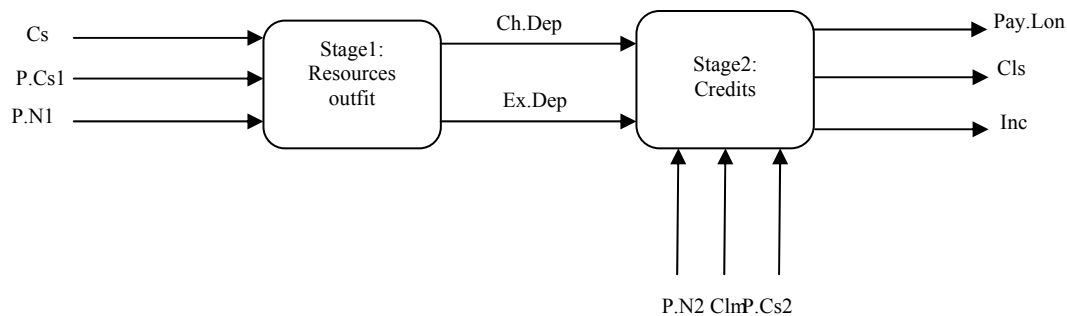 Cs
P.Cs1
P.N1
Stage1:
Resources
outfit
Ch.Dep
Ex.Dep
Stage2:
Credits
Pay.Lon
Cls
Inc
P.N2 Clm P.Cs2